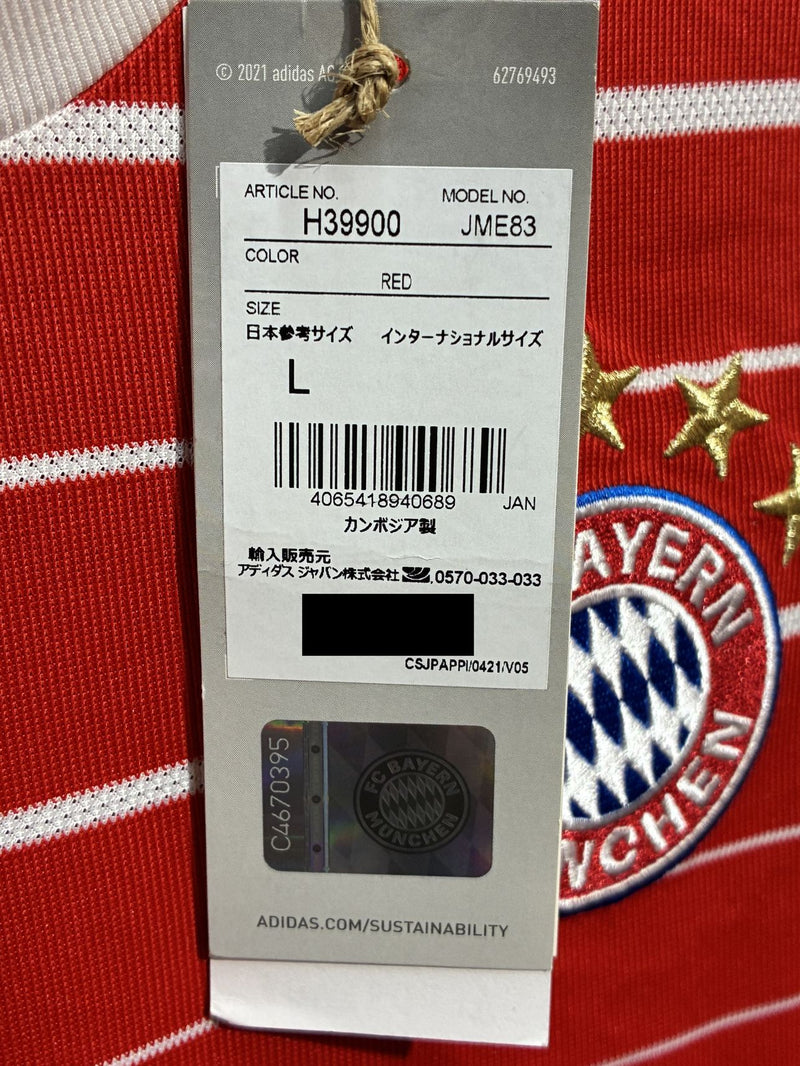 © 2021 adidas AG
62769493
ARTICLE NO. MODEL NO.
H39900 JME83
COLOR
RED
SIZE
日本参考サイズ インターナショナルサイズ
L
4065418940689 JAN
カンボジア製
輸入販売元
アディダス ジャパン株式会社 0570-033-033
CSJPAPPI/0421/V05
C4670395
FC BAYERN
MÜNCHEN
ADIDAS.COM/SUSTAINABILITY
BAYERN
NCHEN